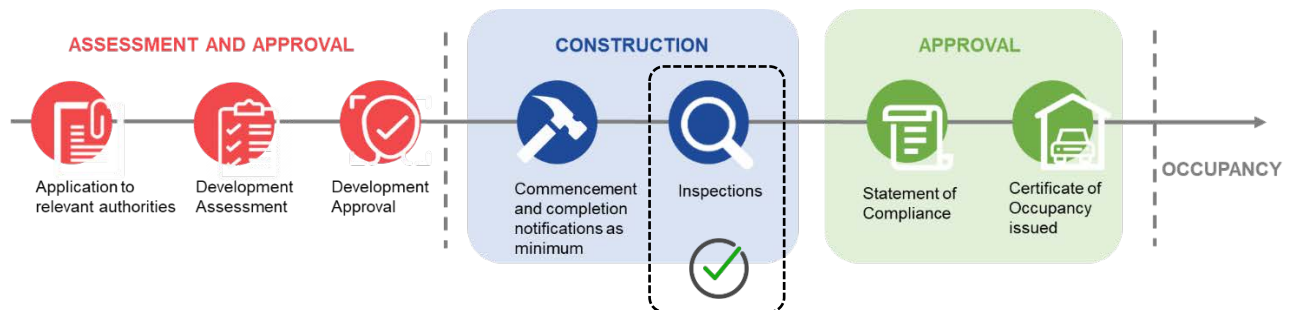 ASSESSMENT AND APPROVAL
Application to
relevant authorities
Development
Assessment
Development
Approval
CONSTRUCTION
Commencement
and completion
notifications as
minimum
Inspections
APPROVAL
Statement of
Compliance
Certificate of
Occupancy
issued
OCCUPANCY